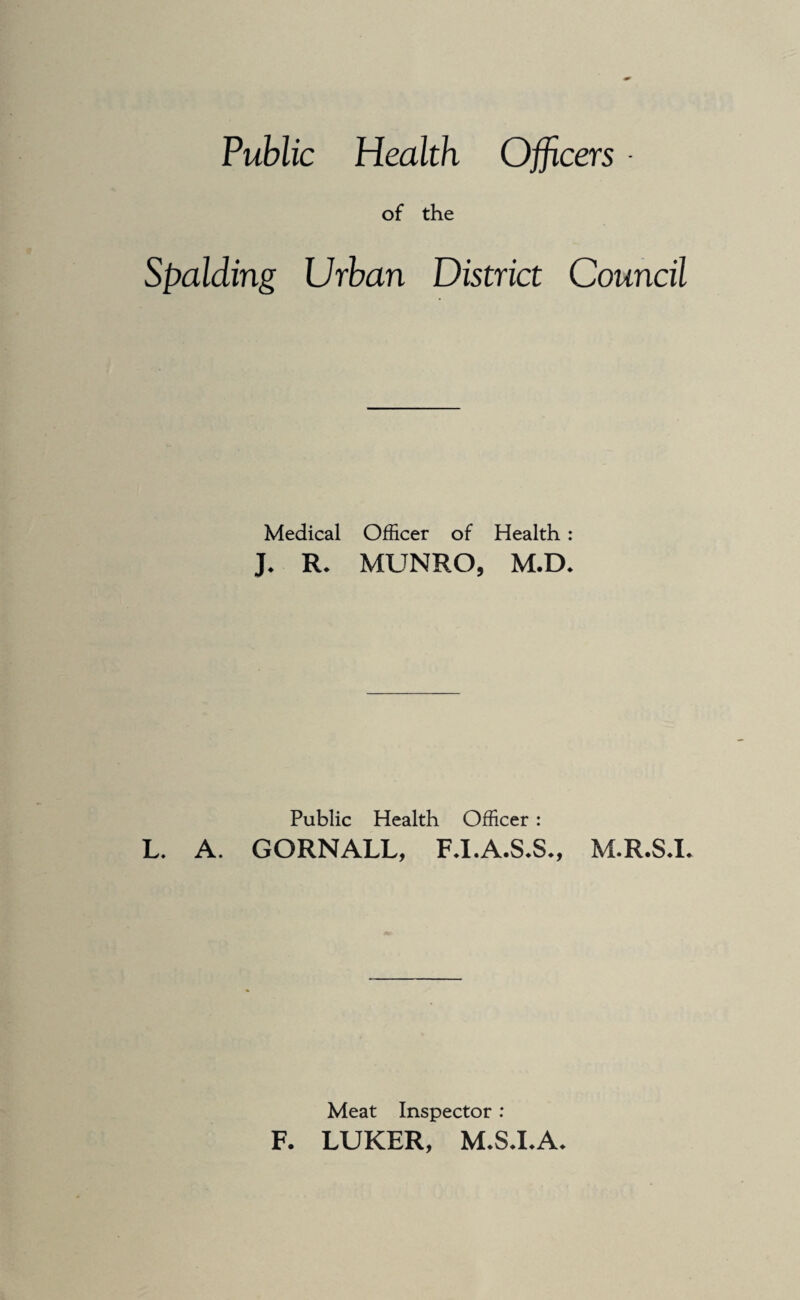 Public Health Officers
of the
Spalding Urban District Council
Medical Officer of Health :
J. R. MUNRO, M.D.
Public Health Officer :
L. A. GORNALL, F.I.A.S.S., M.R.S.I.
Meat Inspector :
F. LUKER, M.S.I.A.